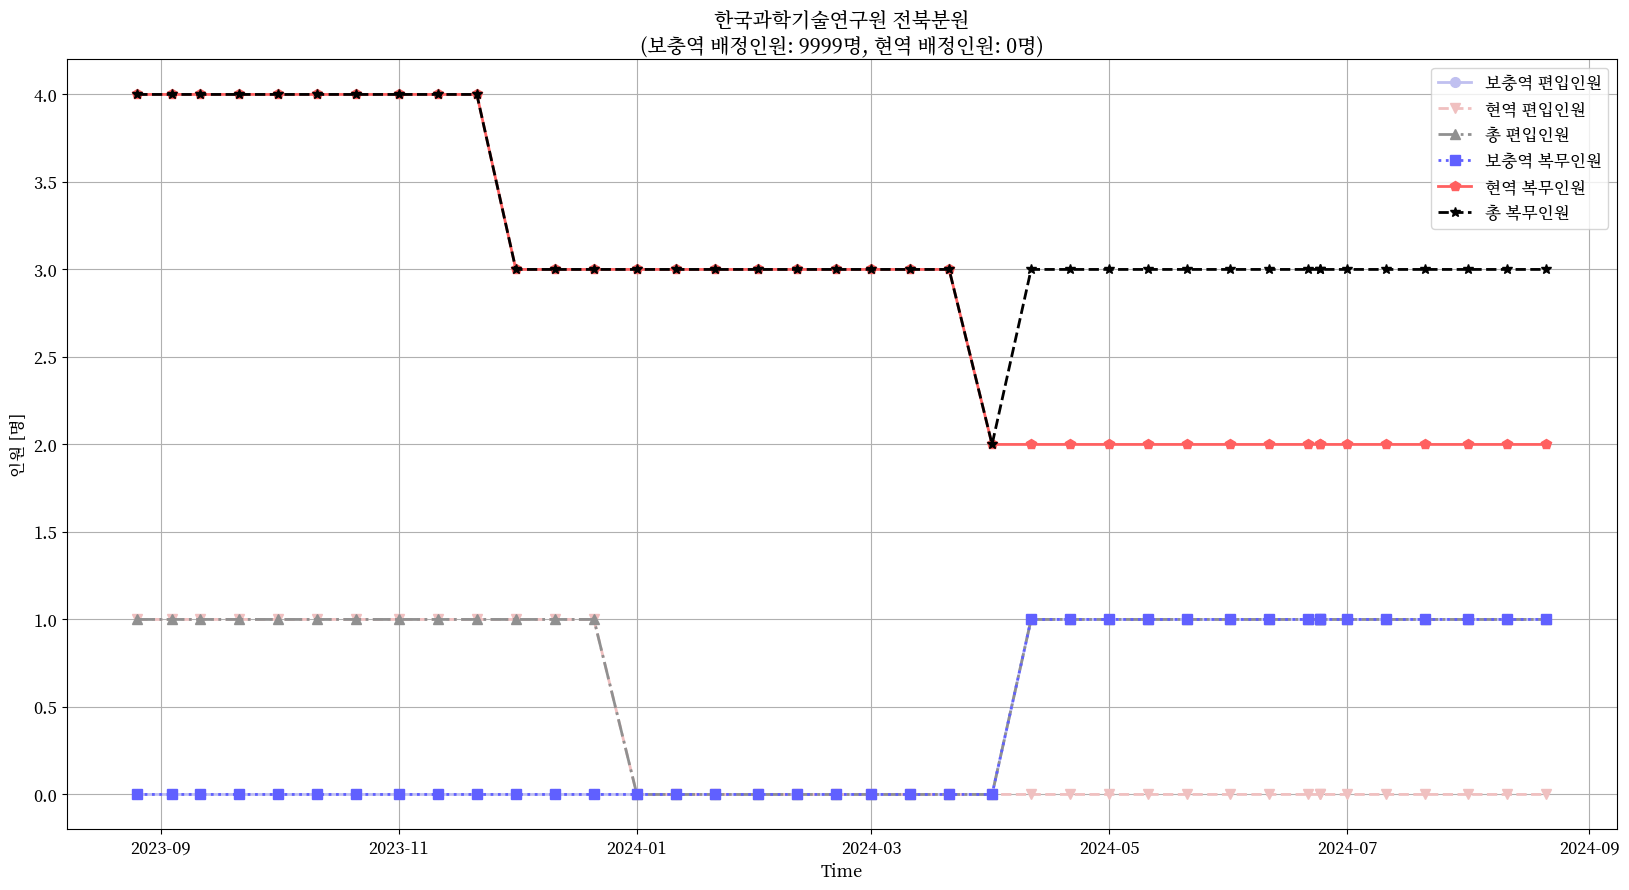 한국과학기술연구원 전북분원
(보충역 배정인원: 9999명, 현역 배정인원: 0명)
보충역 편입인원
현역 편입인원
총 편입인원
보충역 복무인원
현역 복무인원
총 복무인원
4.0
3.5
3.0
2.5
2.0
1.5
1.0
0.5
0.0
인원 [명]
2023-09
2023-11
2024-01
2024-03
2024-05
2024-07
2024-09
Time